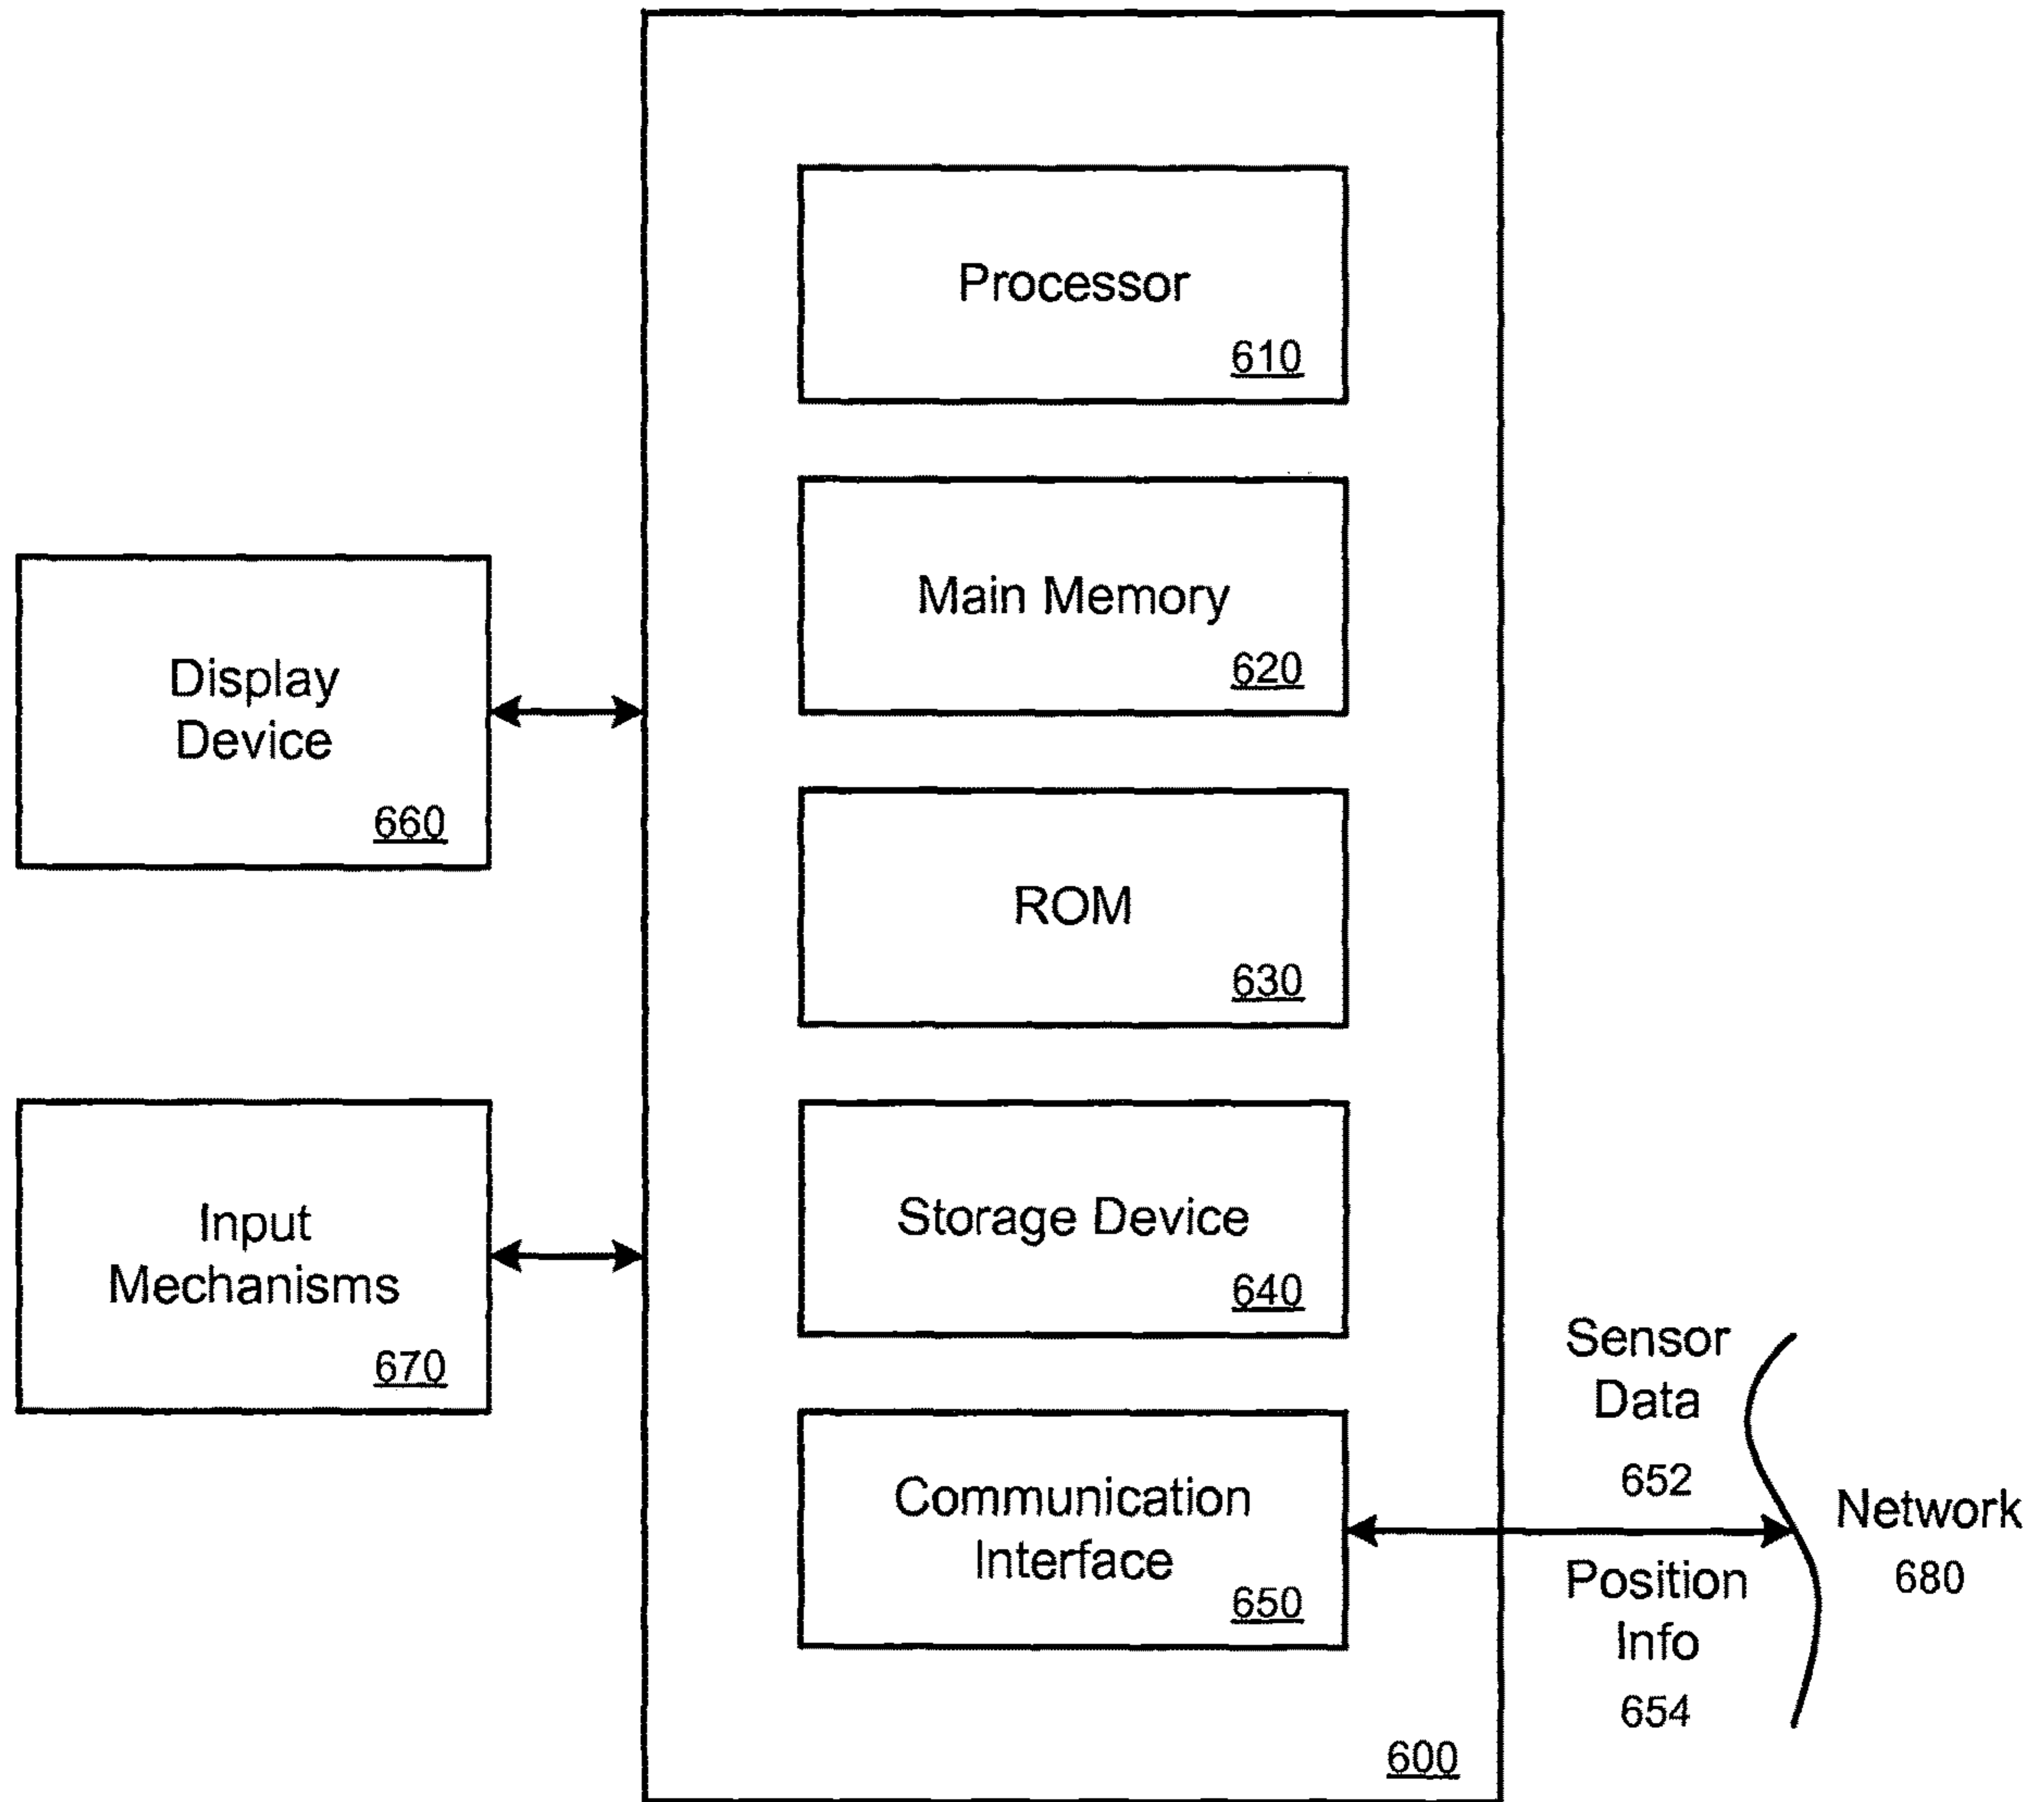 Processor
610
Main Memory
620
Display
Device
660
ROM
630
Input
Mechanisms
670
Storage Device
640
Communication
Interface
650
Sensor
Data
652
Position
Info
654
Network
680
600